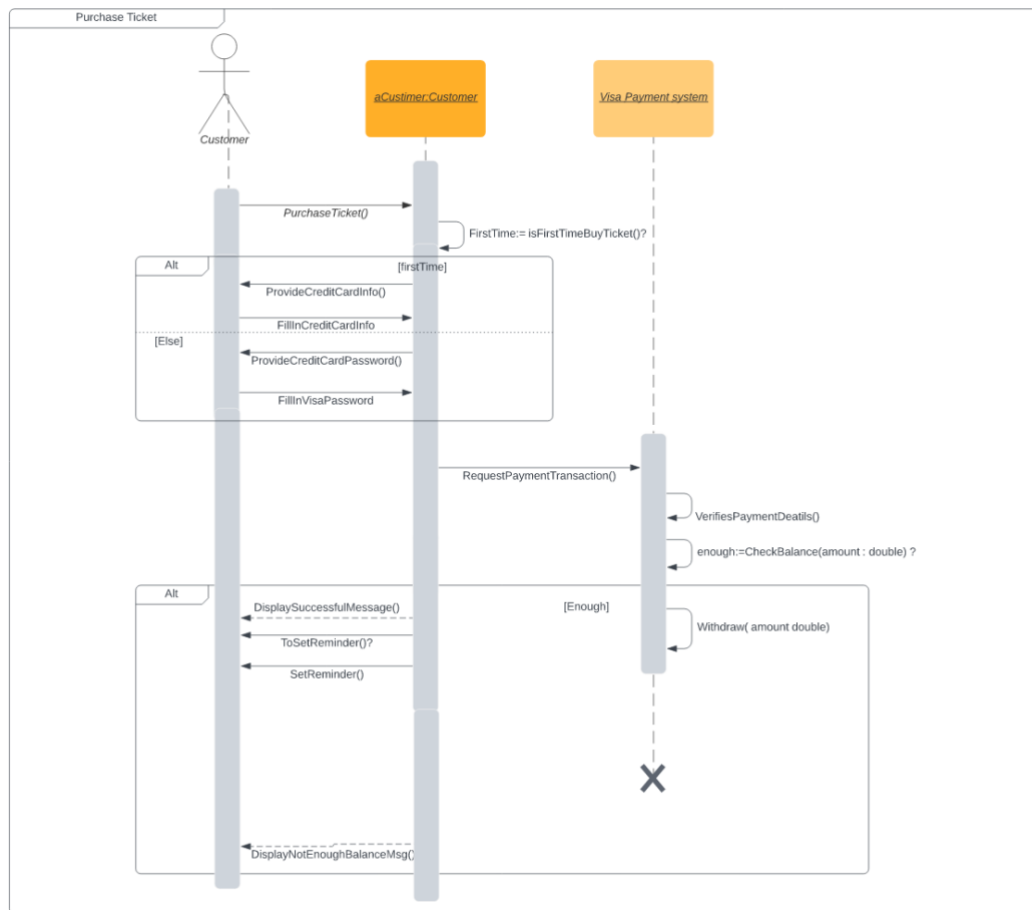 Purchase Ticket
aCustimer:Customer
Visa Payment system
Customer
PurchaseTicket()
FirstTime:= isFirstTimeBuyTicket()?
Alt
[firstTime]
ProvideCreditCardInfo()
FillInCreditCardInfo
[Else]
ProvideCreditCardPassword()
FillInVisaPassword
RequestPaymentTransaction()
VerifiesPaymentDeatils()
enough:=CheckBalance(amount : double) ?
Alt
[Enough]
DisplaySuccessfulMessage()
Withdraw( amount double)
ToSetReminder()?
SetReminder()
DisplayNotEnoughBalanceMsg()